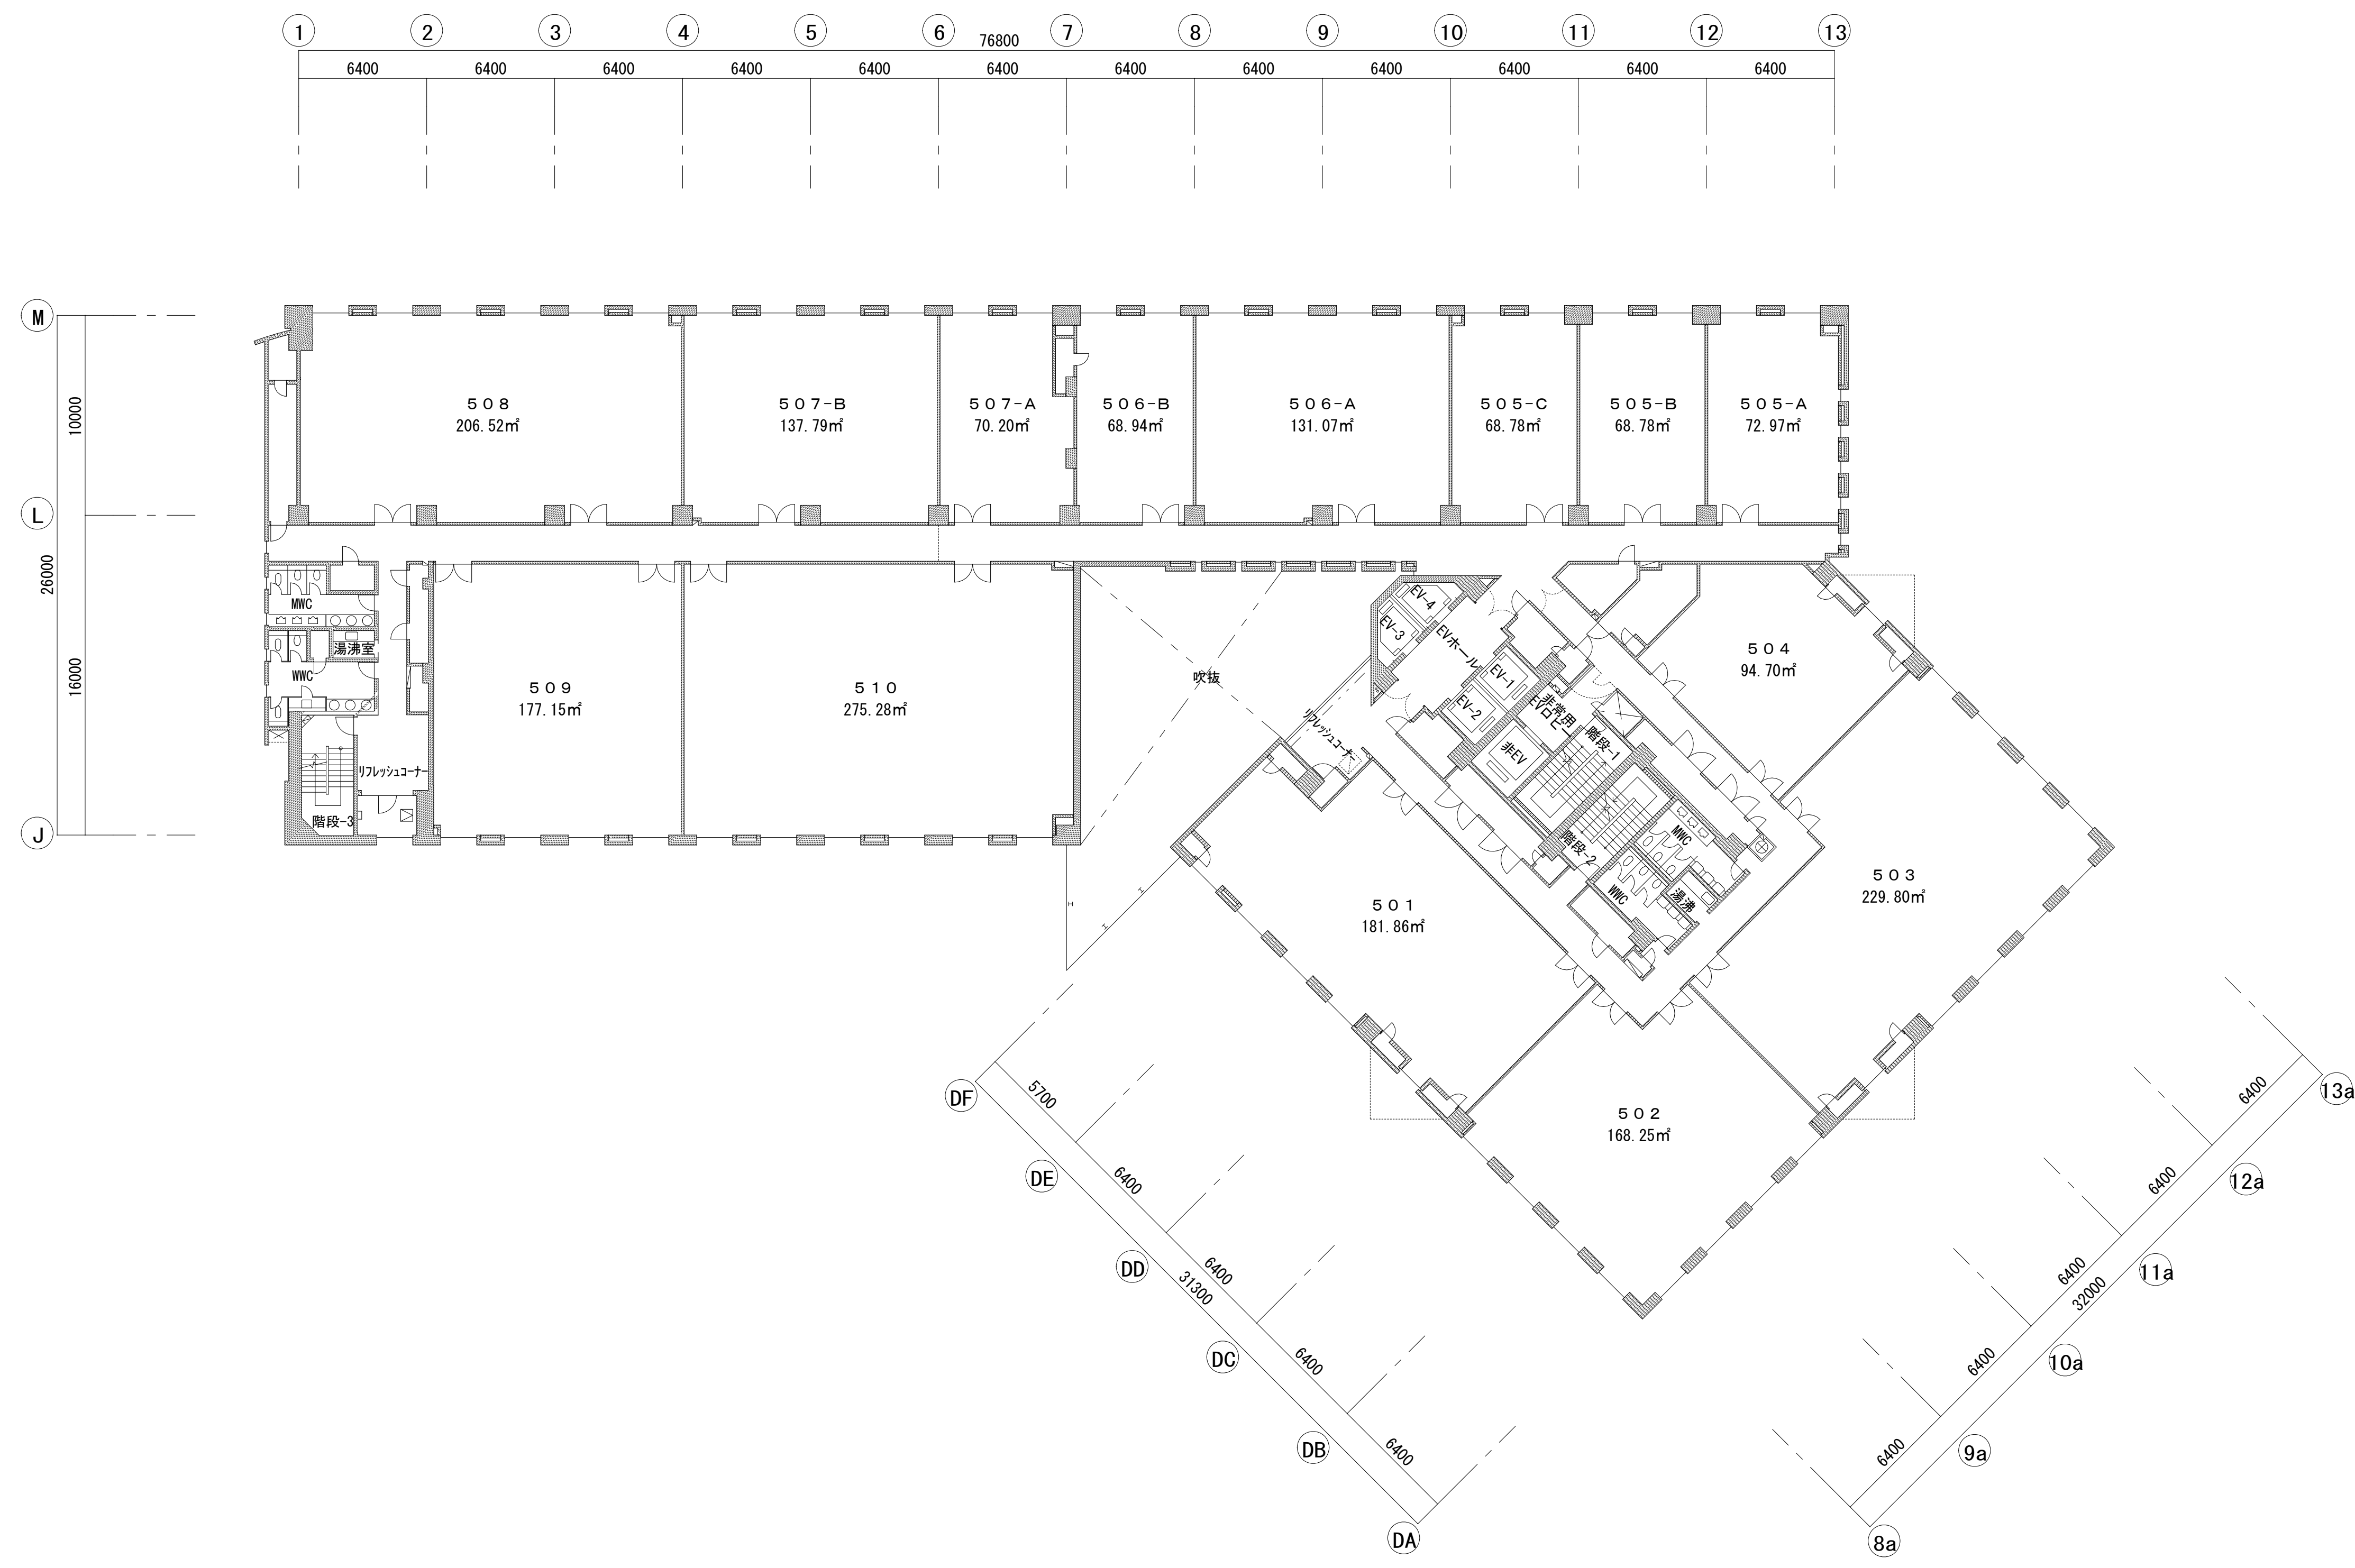 1 2 3 4 5 6 7 8 9 10 11 12 13
76800
6400 6400 6400 6400 6400 6400 6400 6400 6400 6400 6400 6400
M
L
J
10000
26000
16000
508
206.52㎡
507-B
137.79㎡
507-A
70.20㎡
506-B
68.94㎡
506-A
131.07㎡
505-C
68.78㎡
505-B
68.78㎡
505-A
72.97㎡
MWC
湯沸室
WWC
リフレッシュコーナー
階段-3
509
177.15㎡
510
275.28㎡
吹抜
EV-4
EV-3
EVホール
EV-1
EV-2
非常用
EVロビー
非EV
階段-1
階段-2
MWC
WWC
湯沸
リフレッシュコーナー
504
94.70㎡
503
229.80㎡
501
181.86㎡
502
168.25㎡
DF
DE
DD
DC
DB
DA
5700
6400
6400
6400
6400
31300
13a
12a
11a
10a
9a
8a
6400
6400
6400
6400
6400
32000